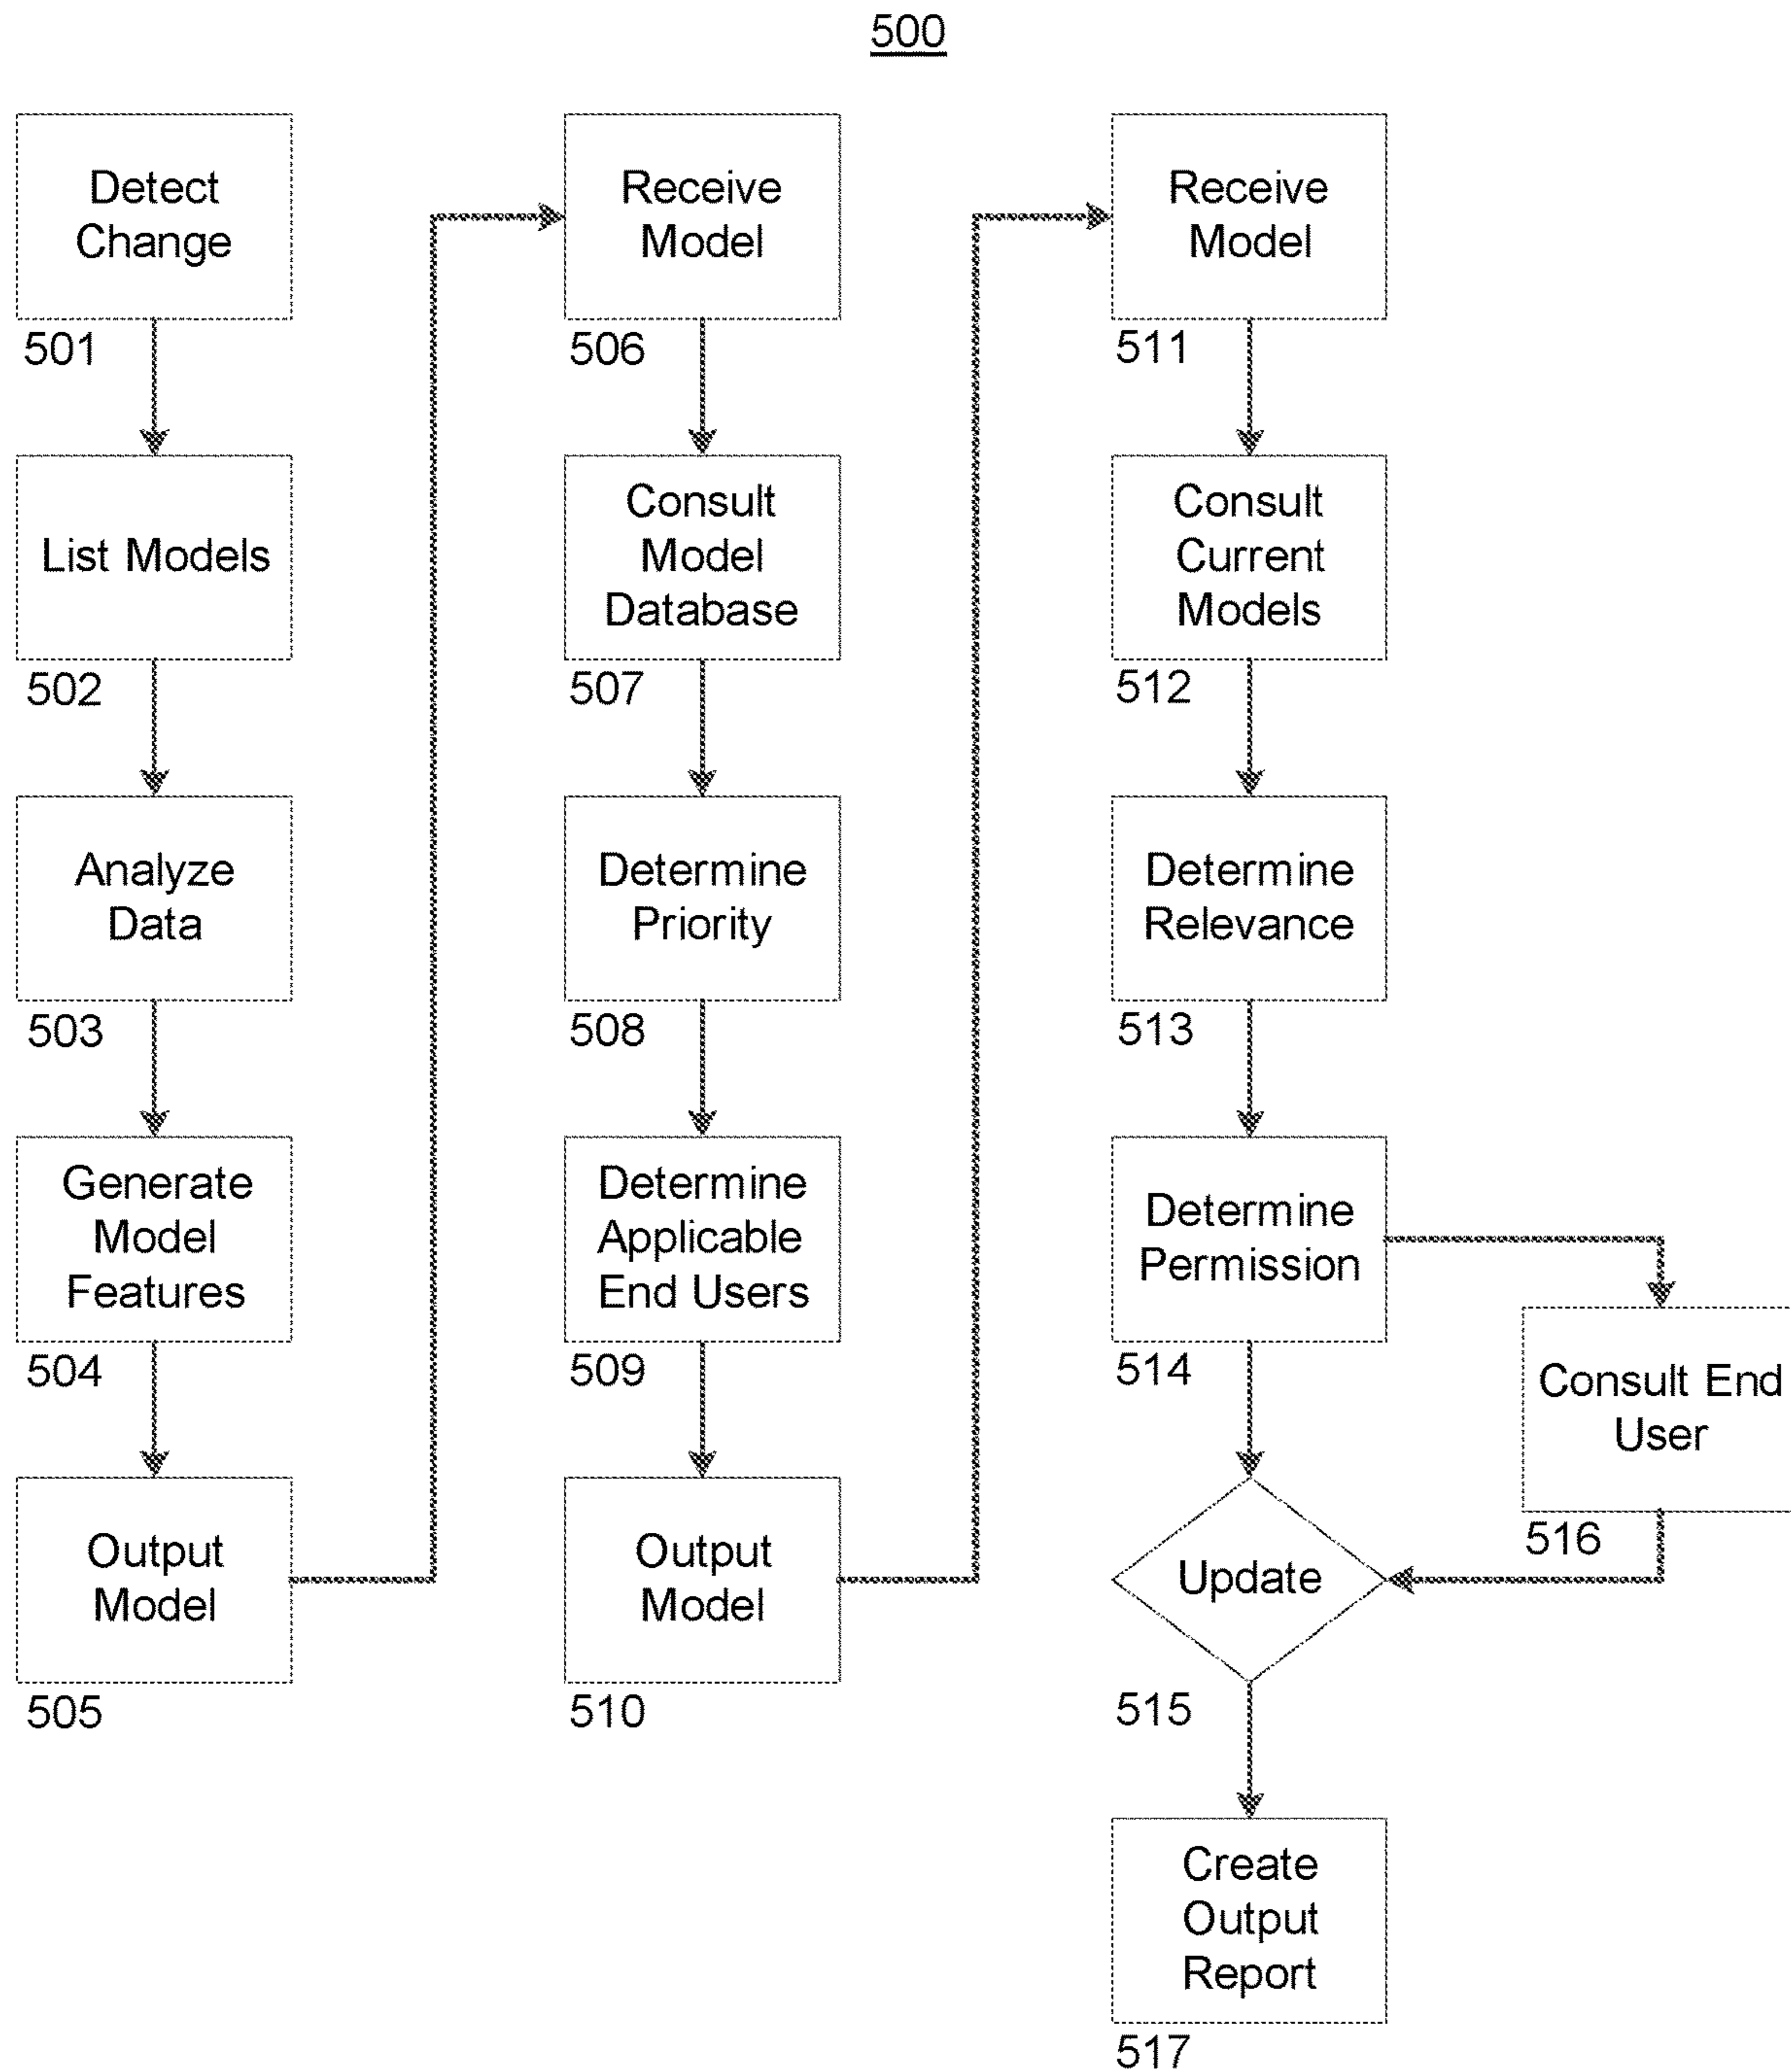 500
Detect
Change
501
List Models
502
Analyze
Data
503
Generate
Model
Features
504
Output
Model
505
Receive
Model
506
Consult
Model
Database
507
Determine
Priority
508
Determine
Applicable
End Users
509
Output
Model
510
Receive
Model
511
Consult
Current
Models
512
Determine
Relevance
513
Determine
Permission
514
Consult End
User
516
Update
515
Create
Output
Report
517